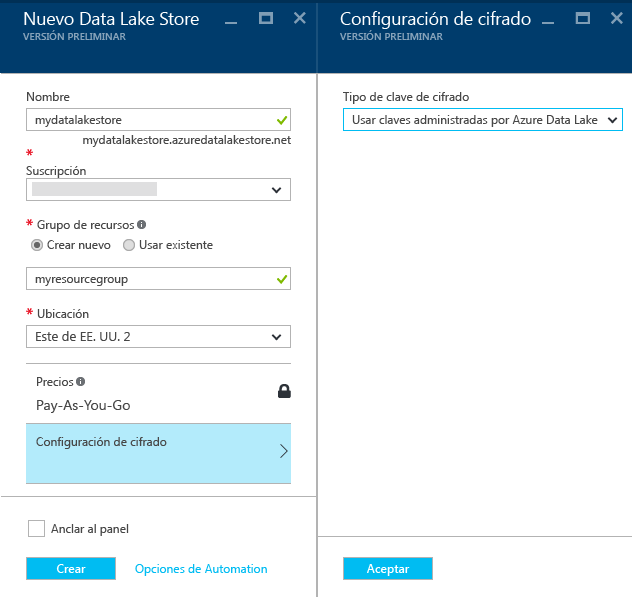 Nuevo Data Lake Store
VERSIÓN PRELIMINAR
Nombre
mydatalakestore
mydatalakestore.azuredatalakestore.net
*
Suscripción
* Grupo de recursos
Crear nuevo
Usar existente
myresourcegroup
* Ubicación
Este de EE. UU. 2
Precios
Pay-As-You-Go
Configuración de cifrado
Anclar al panel
Crear
Opciones de Automation
Configuración de cifrado
VERSIÓN PRELIMINAR
Tipo de clave de cifrado
Usar claves administradas por Azure Data Lake
Aceptar